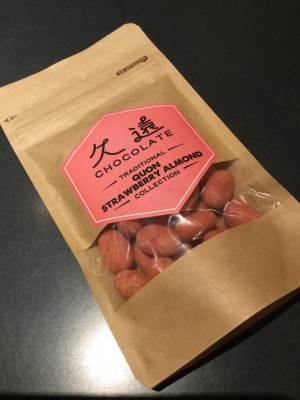 久遠
CHOCOLATE
TRADITIONAL
QUON
STRAWBERRY ALMOND
COLLECTION